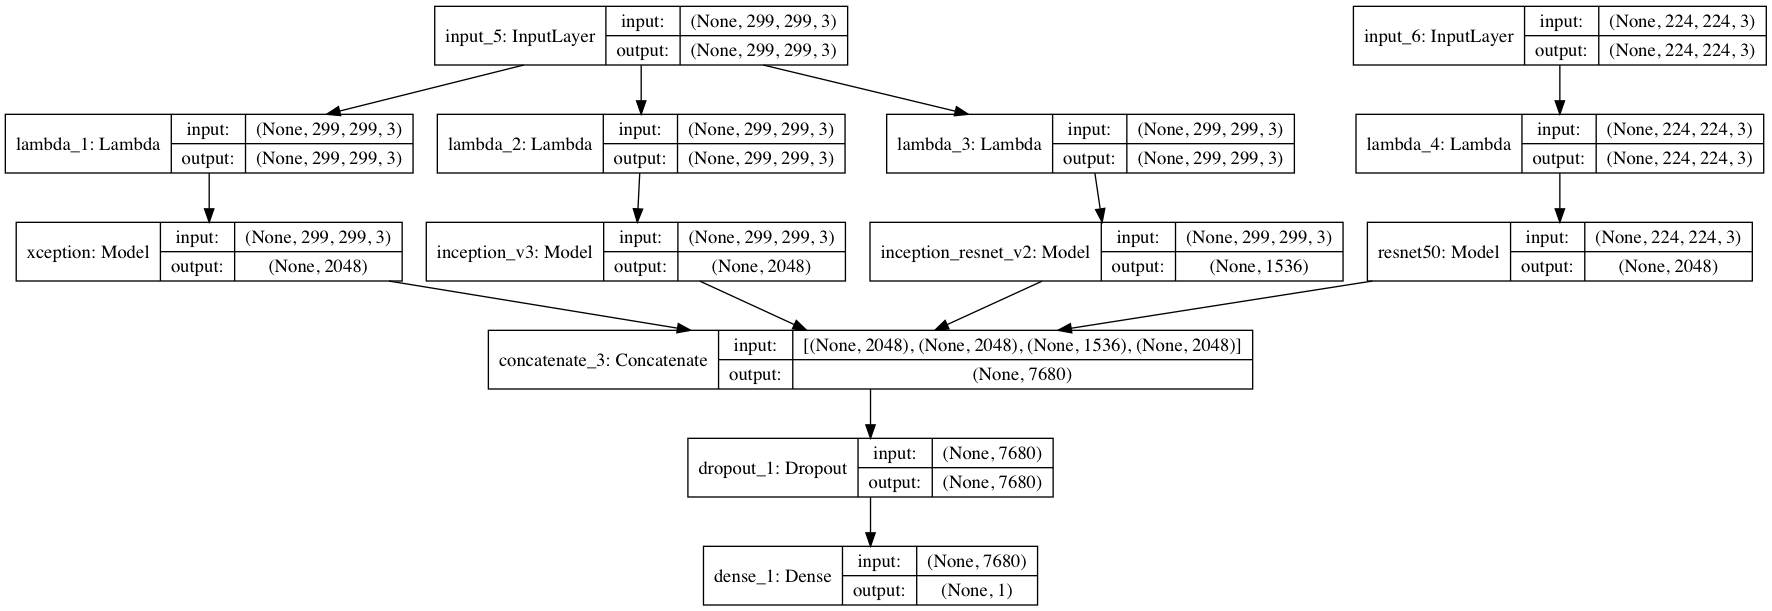 input_5: InputLayer
input: (None, 299, 299, 3)
output: (None, 299, 299, 3)
input_6: InputLayer
input: (None, 224, 224, 3)
output: (None, 224, 224, 3)
lambda_1: Lambda
input: (None, 299, 299, 3)
output: (None, 299, 299, 3)
lambda_2: Lambda
input: (None, 299, 299, 3)
output: (None, 299, 299, 3)
lambda_3: Lambda
input: (None, 299, 299, 3)
output: (None, 299, 299, 3)
lambda_4: Lambda
input: (None, 224, 224, 3)
output: (None, 224, 224, 3)
xception: Model
input: (None, 299, 299, 3)
output: (None, 2048)
inception_v3: Model
input: (None, 299, 299, 3)
output: (None, 2048)
inception_resnet_v2: Model
input: (None, 299, 299, 3)
output: (None, 1536)
resnet50: Model
input: (None, 224, 224, 3)
output: (None, 2048)
concatenate_3: Concatenate
input: [(None, 2048), (None, 2048), (None, 1536), (None, 2048)]
output: (None, 7680)
dropout_1: Dropout
input: (None, 7680)
output: (None, 7680)
dense_1: Dense
input: (None, 7680)
output: (None, 1)